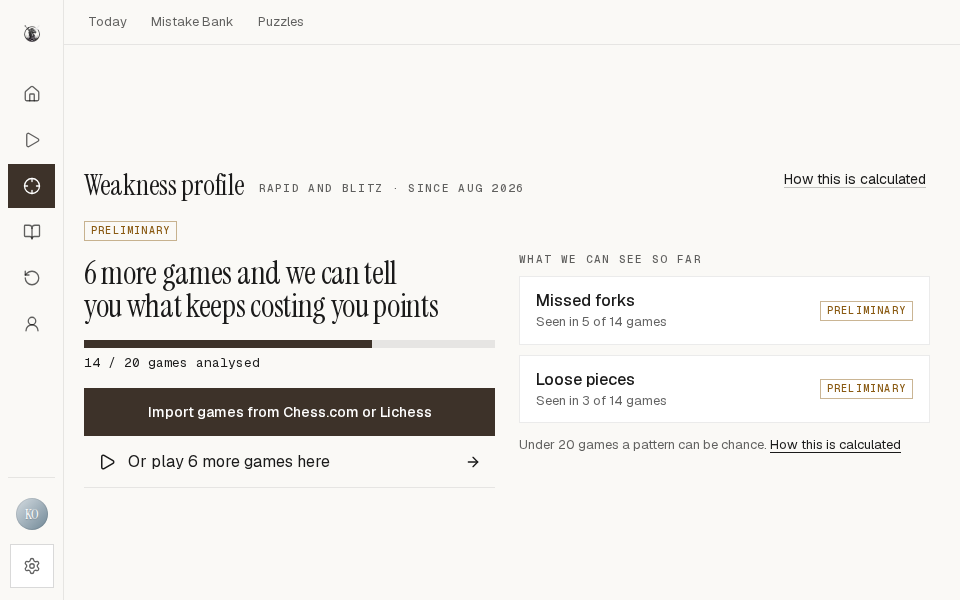 Today Mistake Bank Puzzles
Weakness profile RAPID AND BLITZ · SINCE AUG 2026
How this is calculated
PRELIMINARY
6 more games and we can tell
you what keeps costing you points
14 / 20 games analysed
Import games from Chess.com or Lichess
Or play 6 more games here
WHAT WE CAN SEE SO FAR
Missed forks
Seen in 5 of 14 games
PRELIMINARY
Loose pieces
Seen in 3 of 14 games
PRELIMINARY
Under 20 games a pattern can be chance. How this is calculated
KO